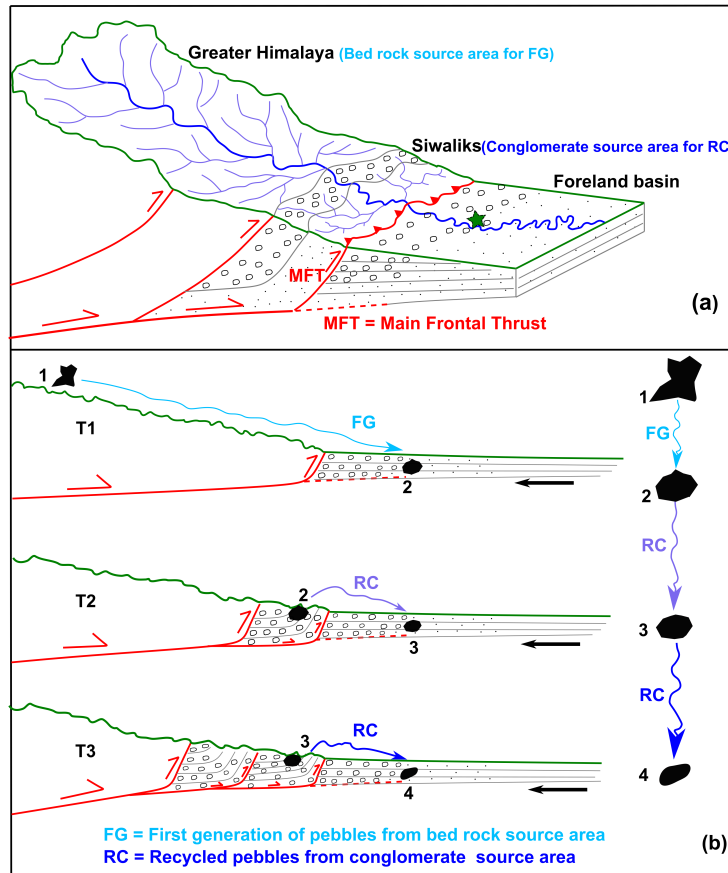 Greater Himalaya (Bed rock source area for FG)
Siwaliks(Conglomerate source area for RC
Foreland basin
MFT
MFT = Main Frontal Thrust
(a)
1
T1
FG
2
1
FG
2
T2
2
RC
3
RC
3
T3
3
RC
4
RC
4
FG = First generation of pebbles from bed rock source area
RC = Recycled pebbles from conglomerate source area
(b)